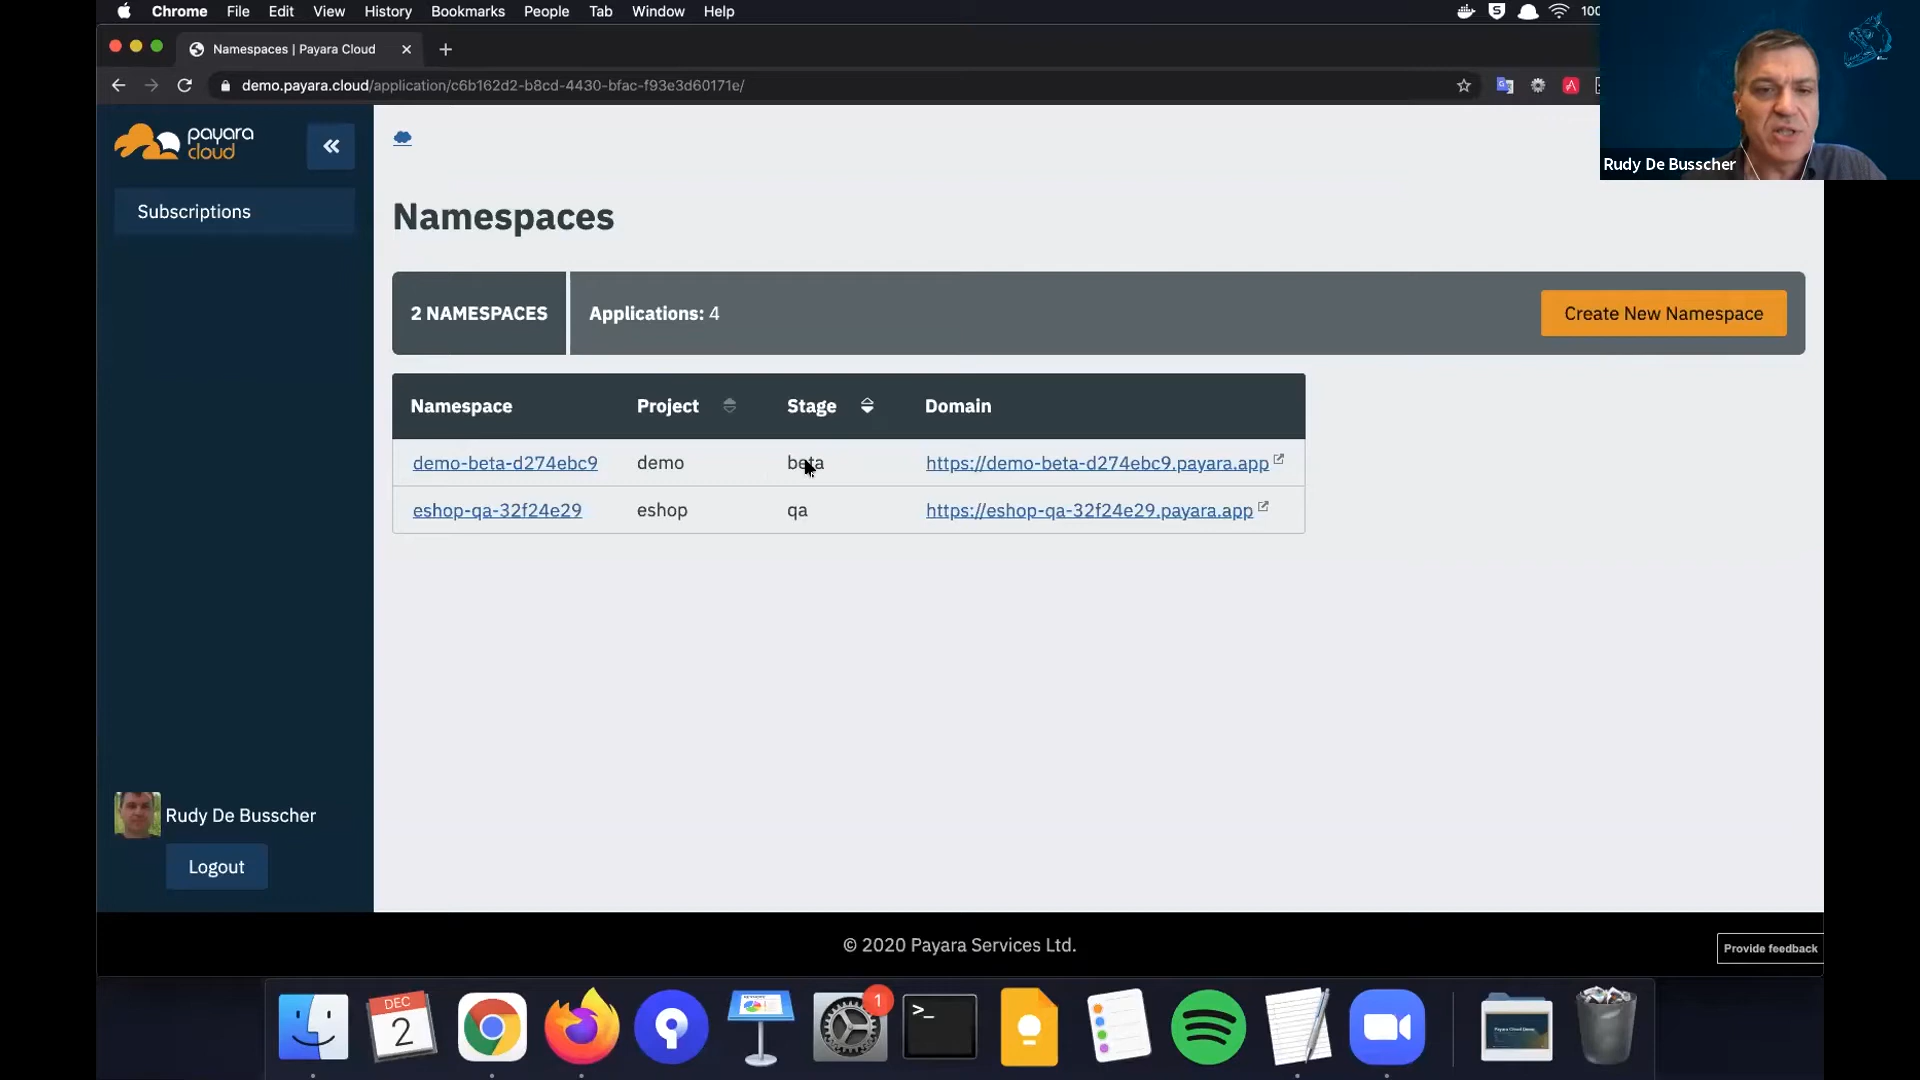 Chrome File Edit View History Bookmarks People Tab Window Help
S
100
Namespaces | Payara Cloud
demo.payara.cloud/application/c6b162d2-b8cd-4430-bfac-f93e3d60171e/
Rudy De Busscher
payara
cloud
Subscriptions
Namespaces
2 NAMESPACES Applications: 4 Create New Namespace
Namespace Project Stage Domain
demo-beta-d274ebc9 demo beta https://demo-beta-d274ebc9.payara.app
eshop-qa-32f24e29 eshop qa https://eshop-qa-32f24e29.payara.app
Rudy De Busscher
Logout
© 2020 Payara Services Ltd.
Provide feedback
DEC
2
1
>_